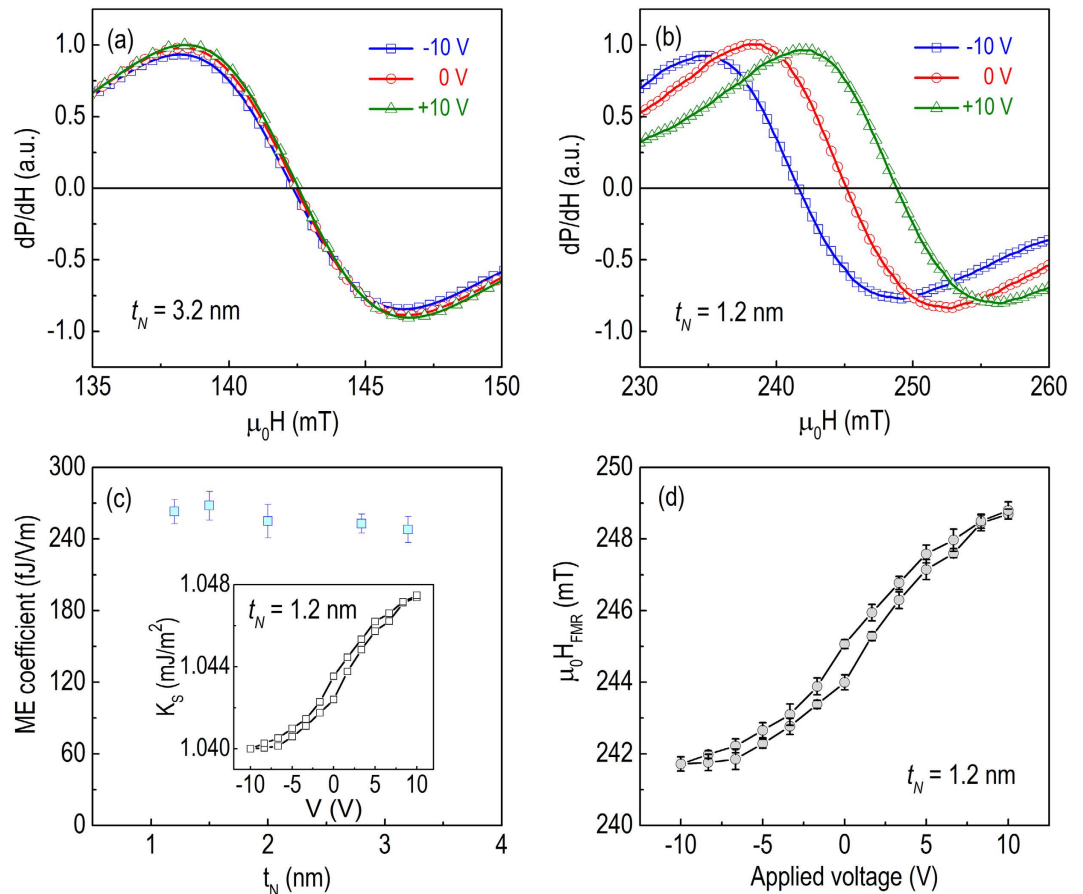 (a)
-10 V
0 V
+10 V
1.0
0.5
0.0
-0.5
-1.0
dP/dH (a.u.)
t_N = 3.2 nm
135
140
145
150
μ₀H (mT)
(b)
-10 V
0 V
+10 V
1.0
0.5
0.0
-0.5
-1.0
dP/dH (a.u.)
t_N = 1.2 nm
230
240
250
260
μ₀H (mT)
(c)
300
240
180
120
60
0
ME coefficient (fJ/Vm)
1
2
3
4
t_N (nm)
t_N = 1.2 nm
1.048
1.044
1.040
K_S (mJ/m²)
-10
-5
0
5
10
V (V)
(d)
250
248
246
244
242
240
μ₀H_FMR (mT)
t_N = 1.2 nm
-10
-5
0
5
10
Applied voltage (V)